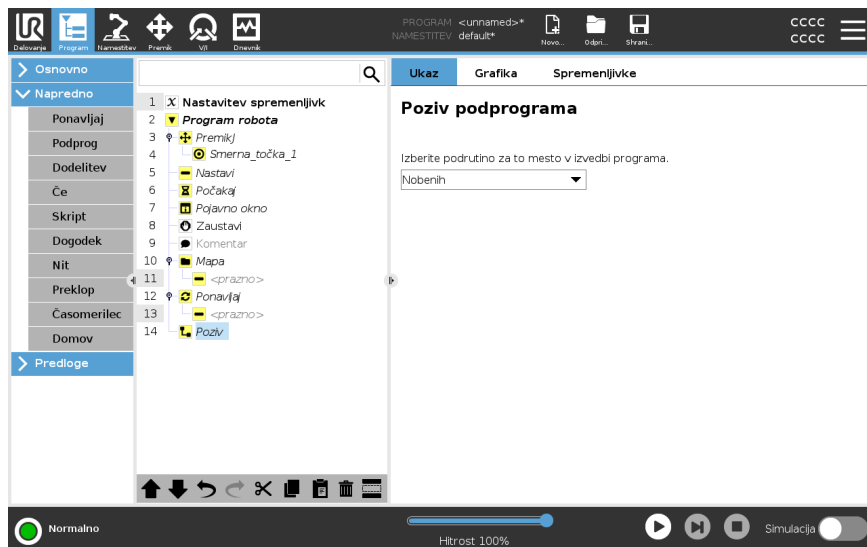 Delovanje Program Namestitev Premik V/I Dnevnik
PROGRAM <unnamed>*
NAMESTITEV default*
Novo... Odpri... Shrani...
CCCC
CCCC
Osnovno
Napredno
Ponavljaj
Podprog
Dodelitev
Če
Skript
Dogodek
Nit
Preklop
Časomerilec
Domov
Predloge
1 X Nastavitev spremenljivk
2 Program robota
3 PremikJ
4 Smerna_točka_1
5 Nastavi
6 Počakaj
7 Pojavno okno
8 Zaustavi
9 Komentar
10 Mapa
11 <prazno>
12 Ponavljaj
13 <prazno>
14 Poziv
Ukaz Grafika Spremenljivke
Poziv podprograma
Izberite podrutino za to mesto v izvedbi programa.
Nobenih
Normalno
Hitrost 100%
Simulacija